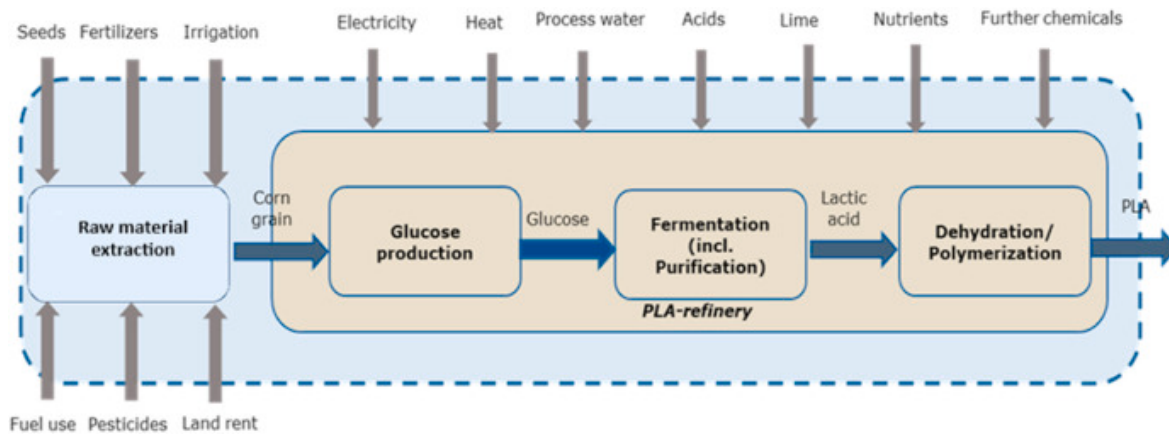 Seeds Fertilizers Irrigation Electricity Heat Process water Acids Lime Nutrients Further chemicals
Raw material
extraction
Corn
grain
Glucose
production
Glucose
Fermentation
(incl.
Purification)
Lactic
acid
Dehydration/
Polymerization
PLA
PLA-refinery
Fuel use Pesticides Land rent